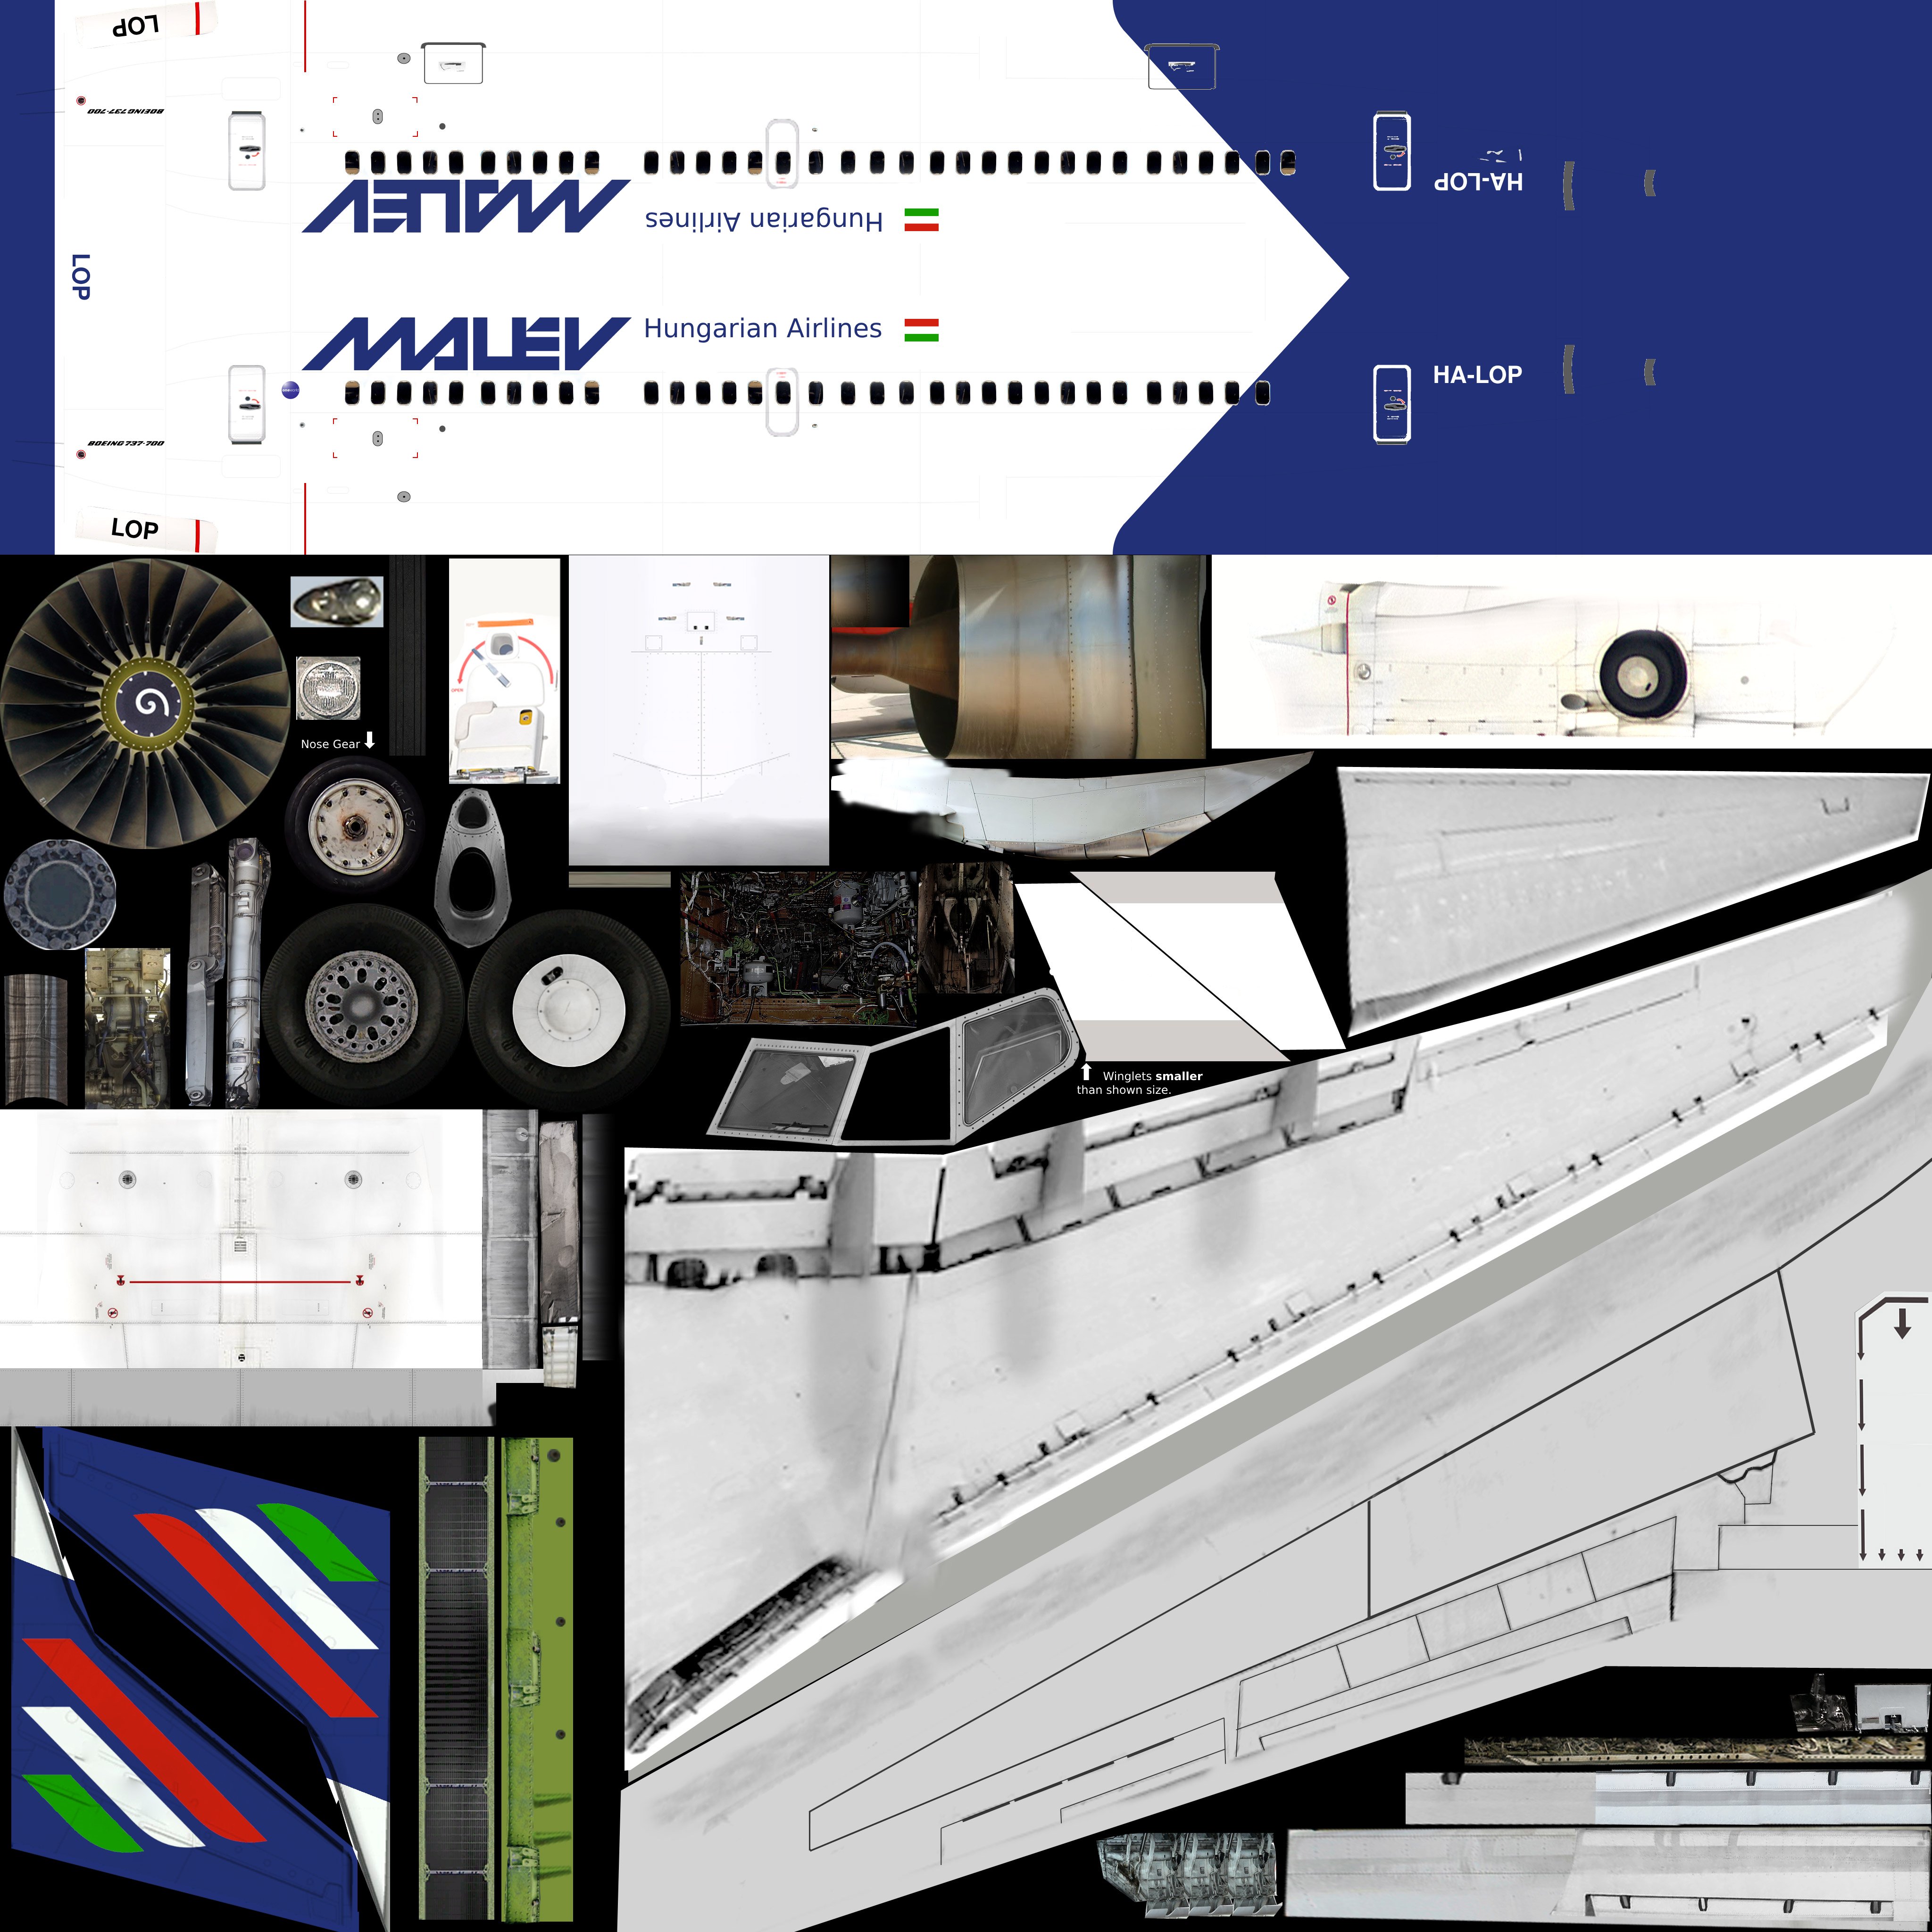 LOP
BOEING 737-700
HA-LOP
MALEV
Hungarian Airlines
LOP
MALEV
Hungarian Airlines
HA-LOP
BOEING 737-700
LOP
OPEN
Nose Gear
Winglets smaller
than shown size.